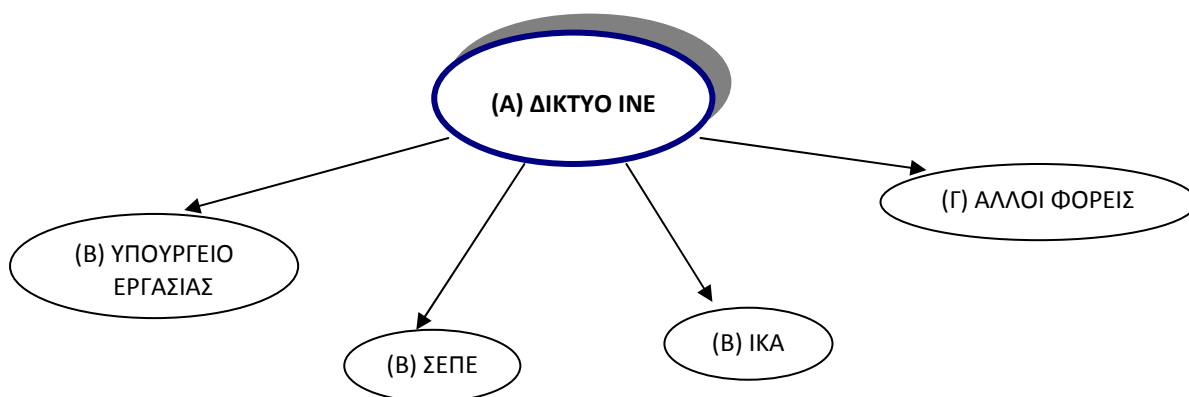 (Α) ΔΙΚΤΥΟ ΙΝΕ
(Γ) ΑΛΛΟΙ ΦΟΡΕΙΣ
(Β) ΥΠΟΥΡΓΕΙΟ
ΕΡΓΑΣΙΑΣ
(Β) ΣΕΠΕ
(Β) ΙΚΑ